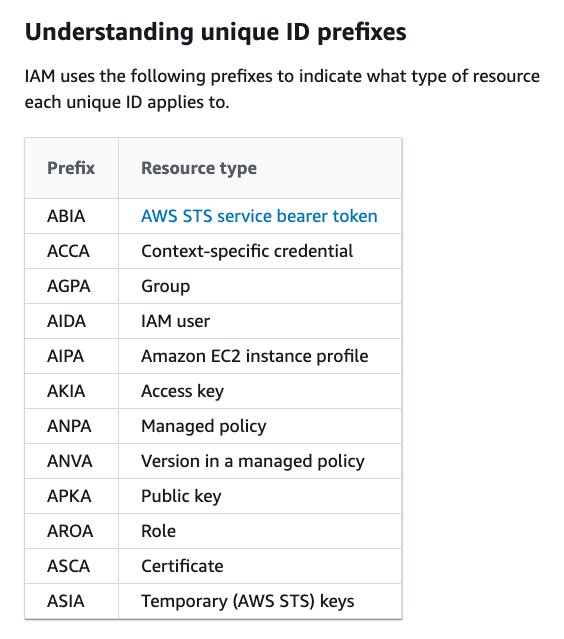 Understanding unique ID prefixes
IAM uses the following prefixes to indicate what type of resource
each unique ID applies to.
Prefix Resource type
ABIA AWS STS service bearer token
ACCA Context-specific credential
AGPA Group
AIDA IAM user
AIPA Amazon EC2 instance profile
AKIA Access key
ANPA Managed policy
ANVA Version in a managed policy
APKA Public key
AROA Role
ASCA Certificate
ASIA Temporary (AWS STS) keys